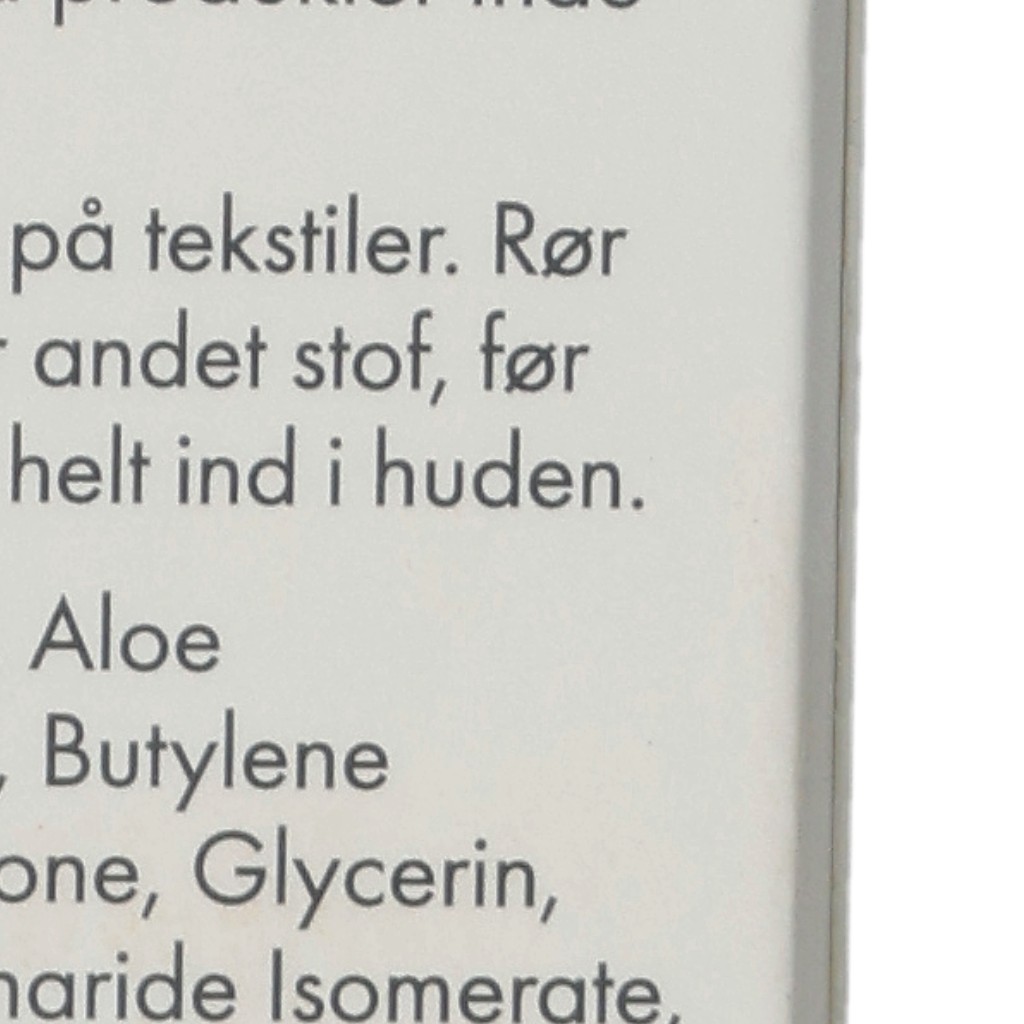 på tekstiler. Rør
andet stof, før
helt ind i huden.
Aloe
, Butylene
one, Glycerin,
haride Isomerate,